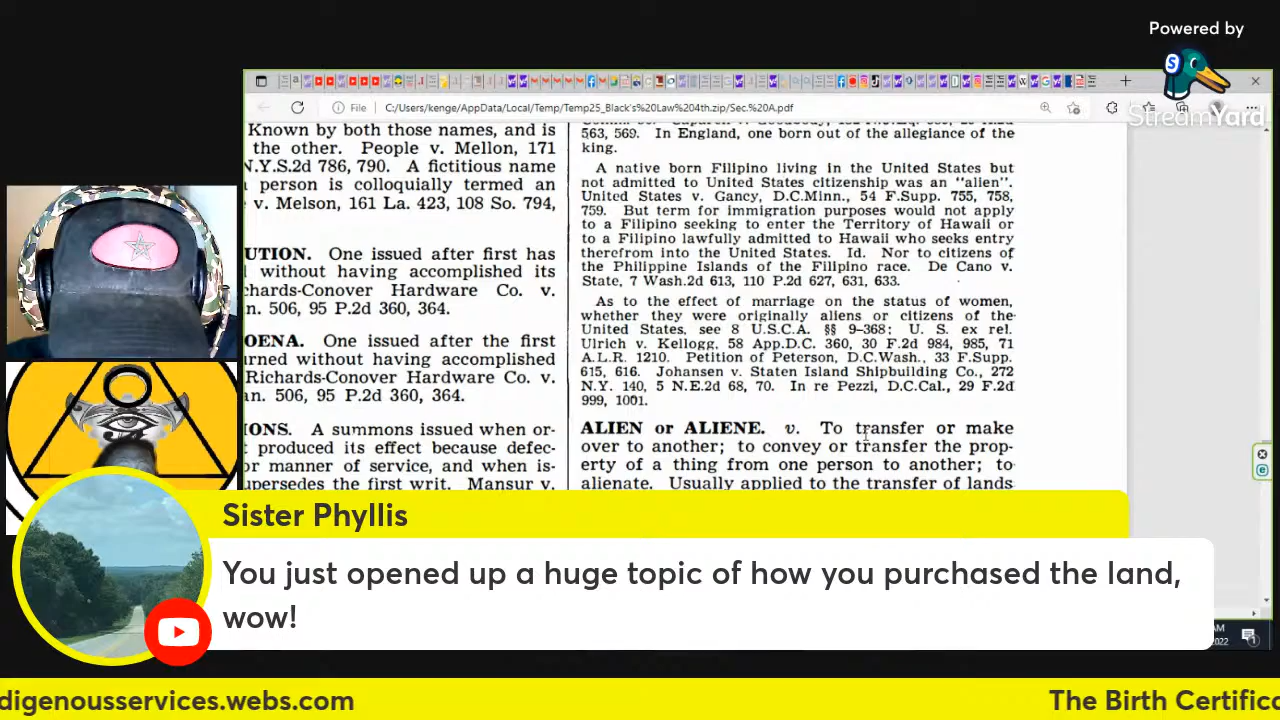 Powered by
StreamYard
File
C:/Users/kenge/AppData/Local/Temp/Temp25_Black's%20Law%204th.zip/Sec.%20A.pdf
Known by both those names, and is
the other. People v. Mellon, 171
N.Y.S.2d 786, 790. A fictitious name
person is colloquially termed an
v. Melson, 161 La. 423, 108 So. 794,
UTION. One issued after first has
without having accomplished its
chards-Conover Hardware Co. v.
n. 506, 95 P.2d 360, 364.
OENA. One issued after the first
urned without having accomplished
Richards-Conover Hardware Co. v.
an. 506, 95 P.2d 360, 364.
IONS. A summons issued when or-
t produced its effect because defec-
or manner of service, and when is-
upersedes the first writ. Mansur v.
563, 569. In England, one born out of the allegiance of the
king.
A native born Filipino living in the United States but
not admitted to United States citizenship was an "alien".
United States v. Gancy, D.C.Minn., 54 F.Supp. 755, 758,
759. But term for immigration purposes would not apply
to a Filipino seeking to enter the Territory of Hawaii or
to a Filipino lawfully admitted to Hawaii who seeks entry
therefrom into the United States. Id. Nor to citizens of
the Philippine Islands of the Filipino race. De Cano v.
State, 7 Wash.2d 613, 110 P.2d 627, 631, 633.
As to the effect of marriage on the status of women,
whether they were originally aliens or citizens of the
United States, see 8 U.S.C.A. §§ 9-368; U. S. ex rel.
Ulrich v. Kellogg, 58 App.D.C. 360, 30 F.2d 984, 985, 71
A.L.R. 1210. Petition of Peterson, D.C.Wash., 33 F.Supp.
615, 616. Johansen v. Staten Island Shipbuilding Co., 272
N.Y. 140, 5 N.E.2d 68, 70. In re Pezzi, D.C.Cal., 29 F.2d
999, 1001.
ALIEN or ALIENE. v. To transfer or make
over to another; to convey or transfer the prop-
erty of a thing from one person to another; to
alienate. Usually applied to the transfer of lands
AM
2022
Sister Phyllis
You just opened up a huge topic of how you purchased the land,
wow!
digenousservices.webs.com
The Birth Certifica